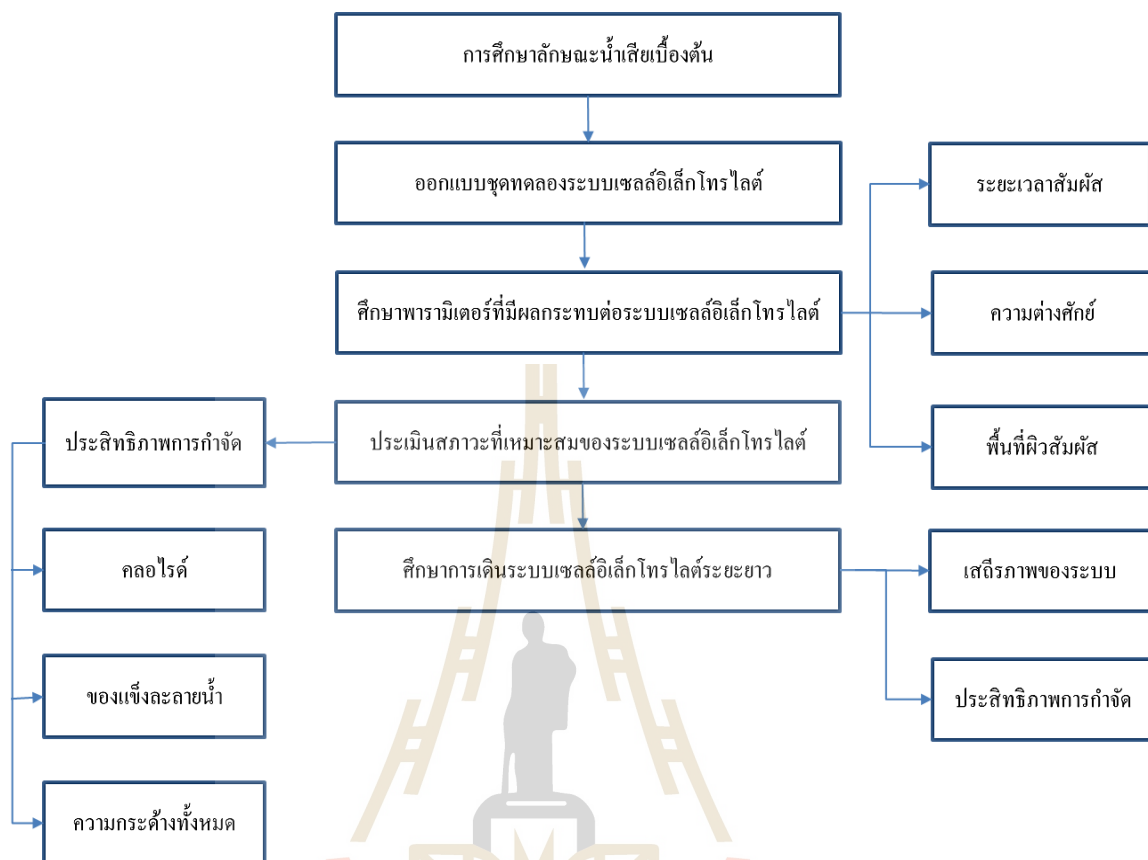 การศึกษาลักษณะน้ำเสียเบื้องต้น
ออกแบบชุดทดลองระบบเซลล์อิเล็กโทรไลต์
ระยะเวลาสัมผัส
ศึกษาพารามิเตอร์ที่มีผลกระทบต่อระบบเซลล์อิเล็กโทรไลต์
ความต่างศักย์
ประสิทธิภาพการกำจัด
ประเมินสภาวะที่เหมาะสมของระบบเซลล์อิเล็กโทรไลต์
พื้นที่ผิวสัมผัส
คลอไรด์
ศึกษาการเดินระบบเซลล์อิเล็กโทรไลต์ระยะยาว
เสถียรภาพของระบบ
ของแข็งละลายน้ำ
ประสิทธิภาพการกำจัด
ความกระด้างทั้งหมด